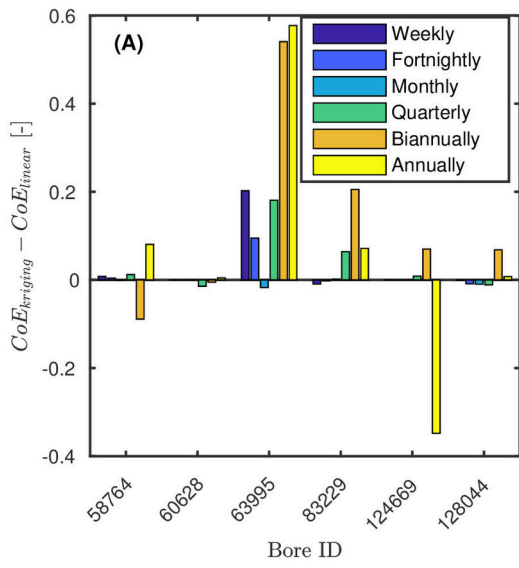 (A)
Weekly
Fortnightly
Monthly
Quarterly
Biannually
Annually
0.6
0.4
0.2
0
-0.2
-0.4
CoE_kriging − CoE_linear [-]
58764
60628
63995
83229
124669
128044
Bore ID